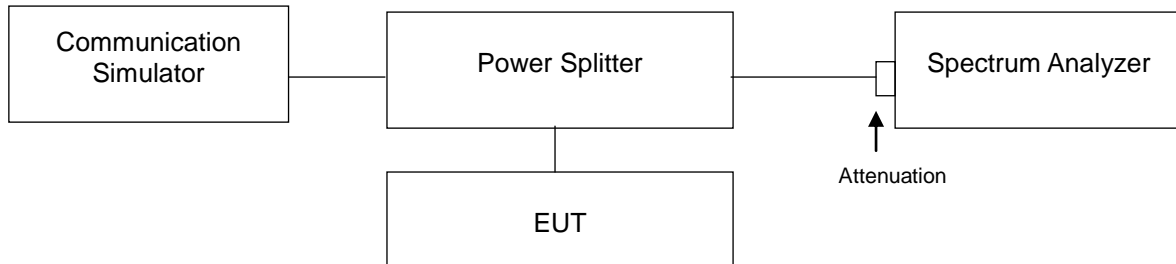 Communication
Simulator
Power Splitter
Spectrum Analyzer
Attenuation
EUT